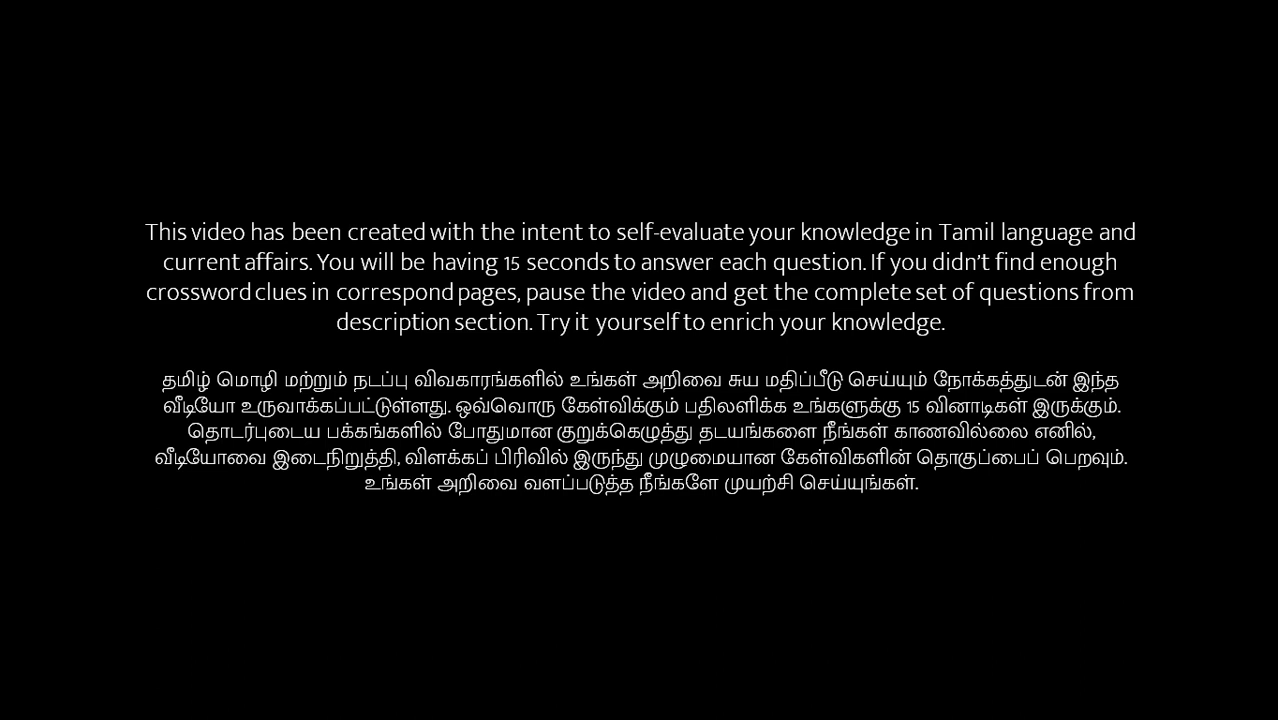 This video has been created with the intent to self-evaluate your knowledge in Tamil language and
current affairs. You will be having 15 seconds to answer each question. If you didn't find enough
crossword clues in correspond pages, pause the video and get the complete set of questions from
description section. Try it yourself to enrich your knowledge.
தமிழ் மொழி மற்றும் நடப்பு விவகாரங்களில் உங்கள் அறிவை சுய மதிப்பீடு செய்யும் நோக்கத்துடன் இந்த
வீடியோ உருவாக்கப்பட்டுள்ளது. ஒவ்வொரு கேள்விக்கும் பதிலளிக்க உங்களுக்கு 15 வினாடிகள் இருக்கும்.
தொடர்புடைய பக்கங்களில் போதுமான குறுக்கெழுத்து தடயங்களை நீங்கள் காணவில்லை எனில்,
வீடியோவை இடைநிறுத்தி, விளக்கப் பிரிவில் இருந்து முழுமையான கேள்விகளின் தொகுப்பைப் பெறவும்.
உங்கள் அறிவை வளப்படுத்த நீங்களே முயற்சி செய்யுங்கள்.